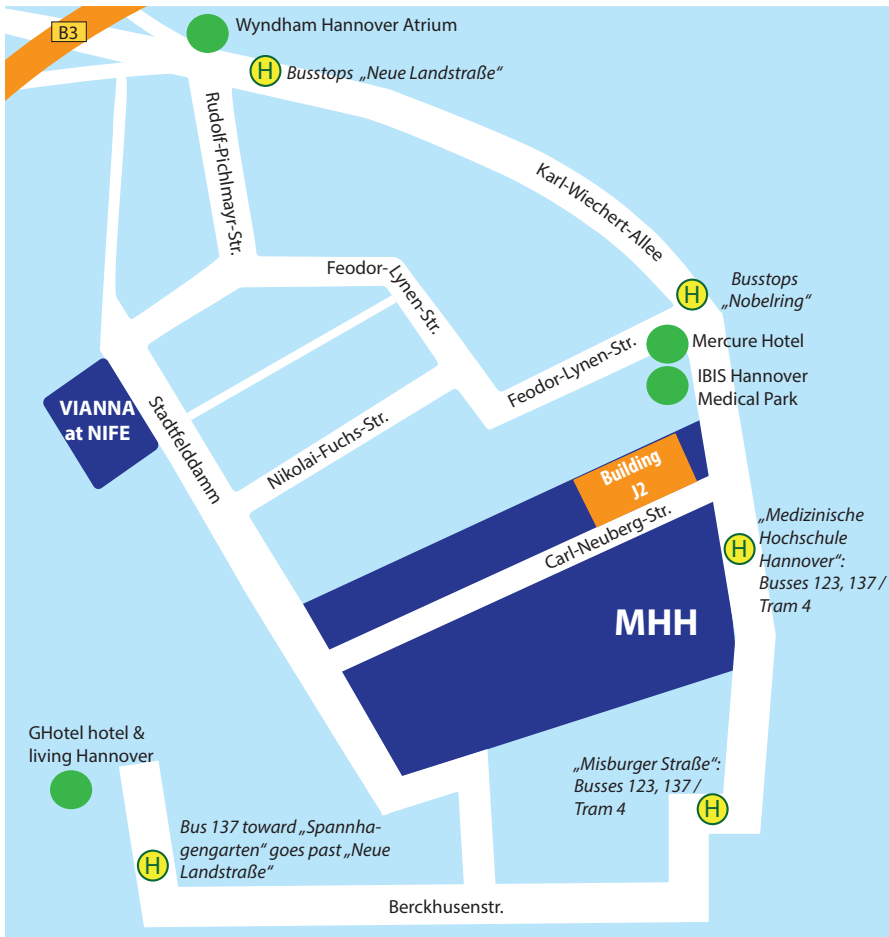 B3
Wyndham Hannover Atrium
H
Busstops „Neue Landstraße“
Rudolf-Pichlmayr-Str.
Karl-Wiechert-Allee
Feodor-Lynen-Str.
Busstops
„Nobelring“
H
Mercure Hotel
Feodor-Lynen-Str.
IBIS Hannover
Medical Park
VIANNA
at NIFE
Stadtfelddamm
Nikolai-Fuchs-Str.
Building
J2
Carl-Neuberg-Str.
H
„Medizinische
Hochschule
Hannover“:
Busses 123, 137 /
Tram 4
MHH
GHotel hotel &
living Hannover
„Misburger Straße“:
Busses 123, 137 /
Tram 4
H
Bus 137 toward „Spannha-
gengarten“ goes past „Neue
Landstraße“
H
Berckhusenstr.